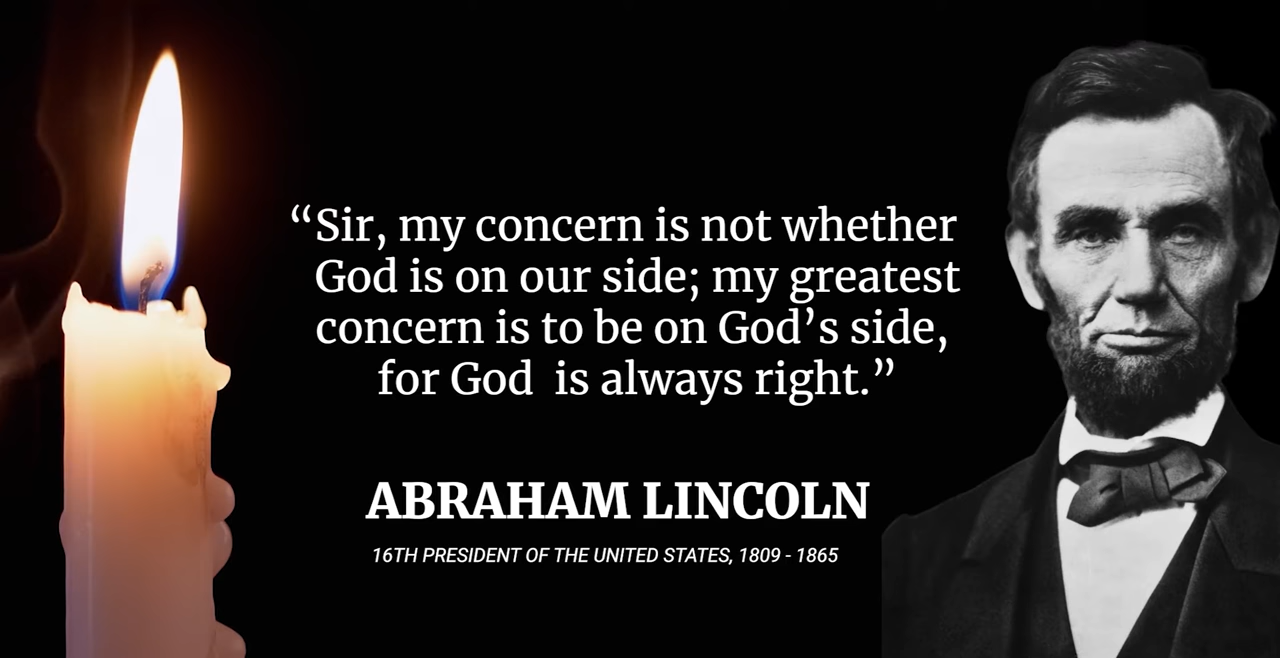 “Sir, my concern is not whether
God is on our side; my greatest
concern is to be on God’s side,
for God  is always right.”
ABRAHAM LINCOLN
16TH PRESIDENT OF THE UNITED STATES, 1809 - 1865